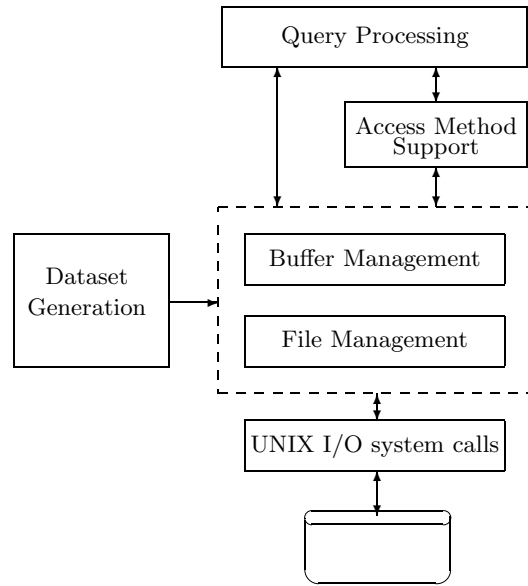 Query Processing
Access Method
Support
Buffer Management
Dataset
Generation
File Management
UNIX I/O system calls